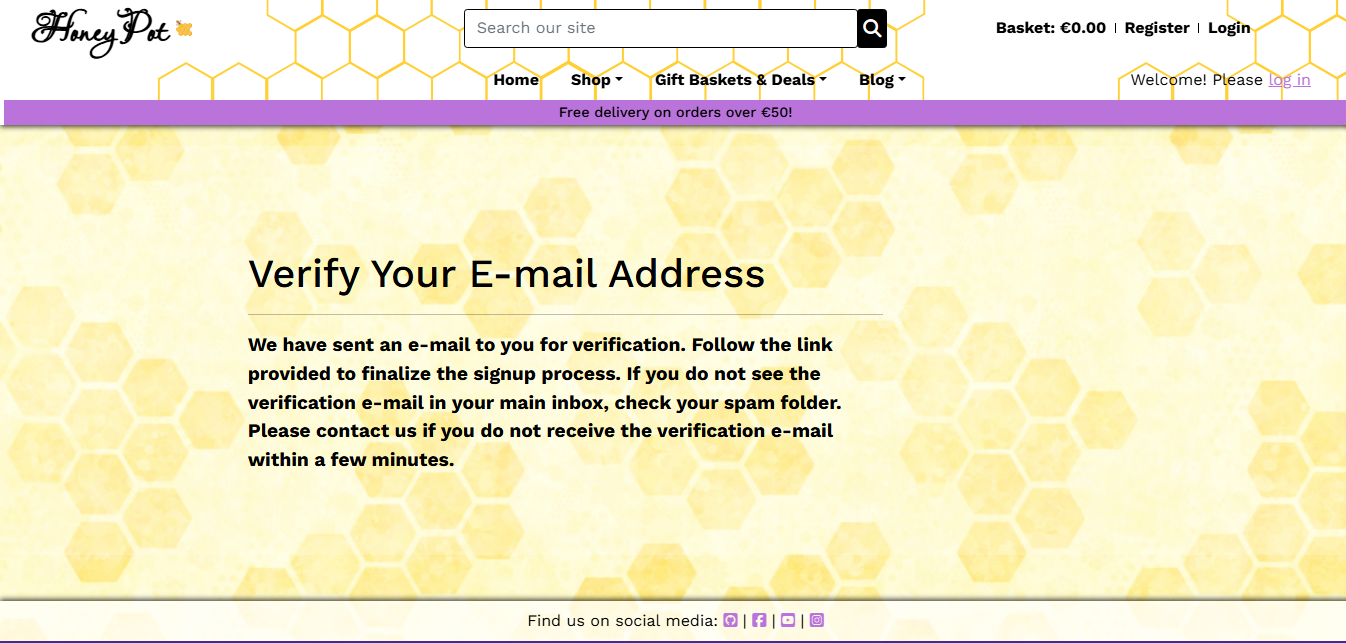 Honey Pot
Search our site
Basket: €0.00 | Register | Login
Home Shop Gift Baskets & Deals Blog
Welcome! Please log in
Free delivery on orders over €50!
Verify Your E-mail Address
We have sent an e-mail to you for verification. Follow the link
provided to finalize the signup process. If you do not see the
verification e-mail in your main inbox, check your spam folder.
Please contact us if you do not receive the verification e-mail
within a few minutes.
Find us on social media: | | |